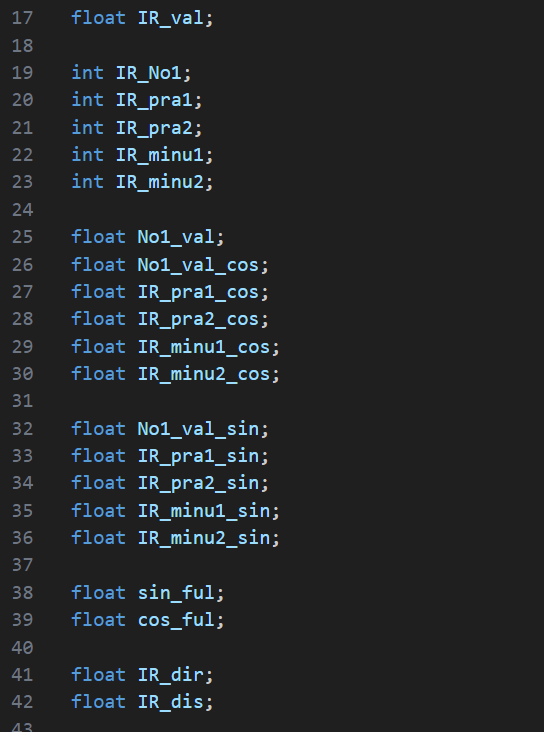 17 float IR_val;
18
19 int IR_No1;
20 int IR_pra1;
21 int IR_pra2;
22 int IR_minu1;
23 int IR_minu2;
24
25 float No1_val;
26 float No1_val_cos;
27 float IR_pra1_cos;
28 float IR_pra2_cos;
29 float IR_minu1_cos;
30 float IR_minu2_cos;
31
32 float No1_val_sin;
33 float IR_pra1_sin;
34 float IR_pra2_sin;
35 float IR_minu1_sin;
36 float IR_minu2_sin;
37
38 float sin_ful;
39 float cos_ful;
40
41 float IR_dir;
42 float IR_dis;
43